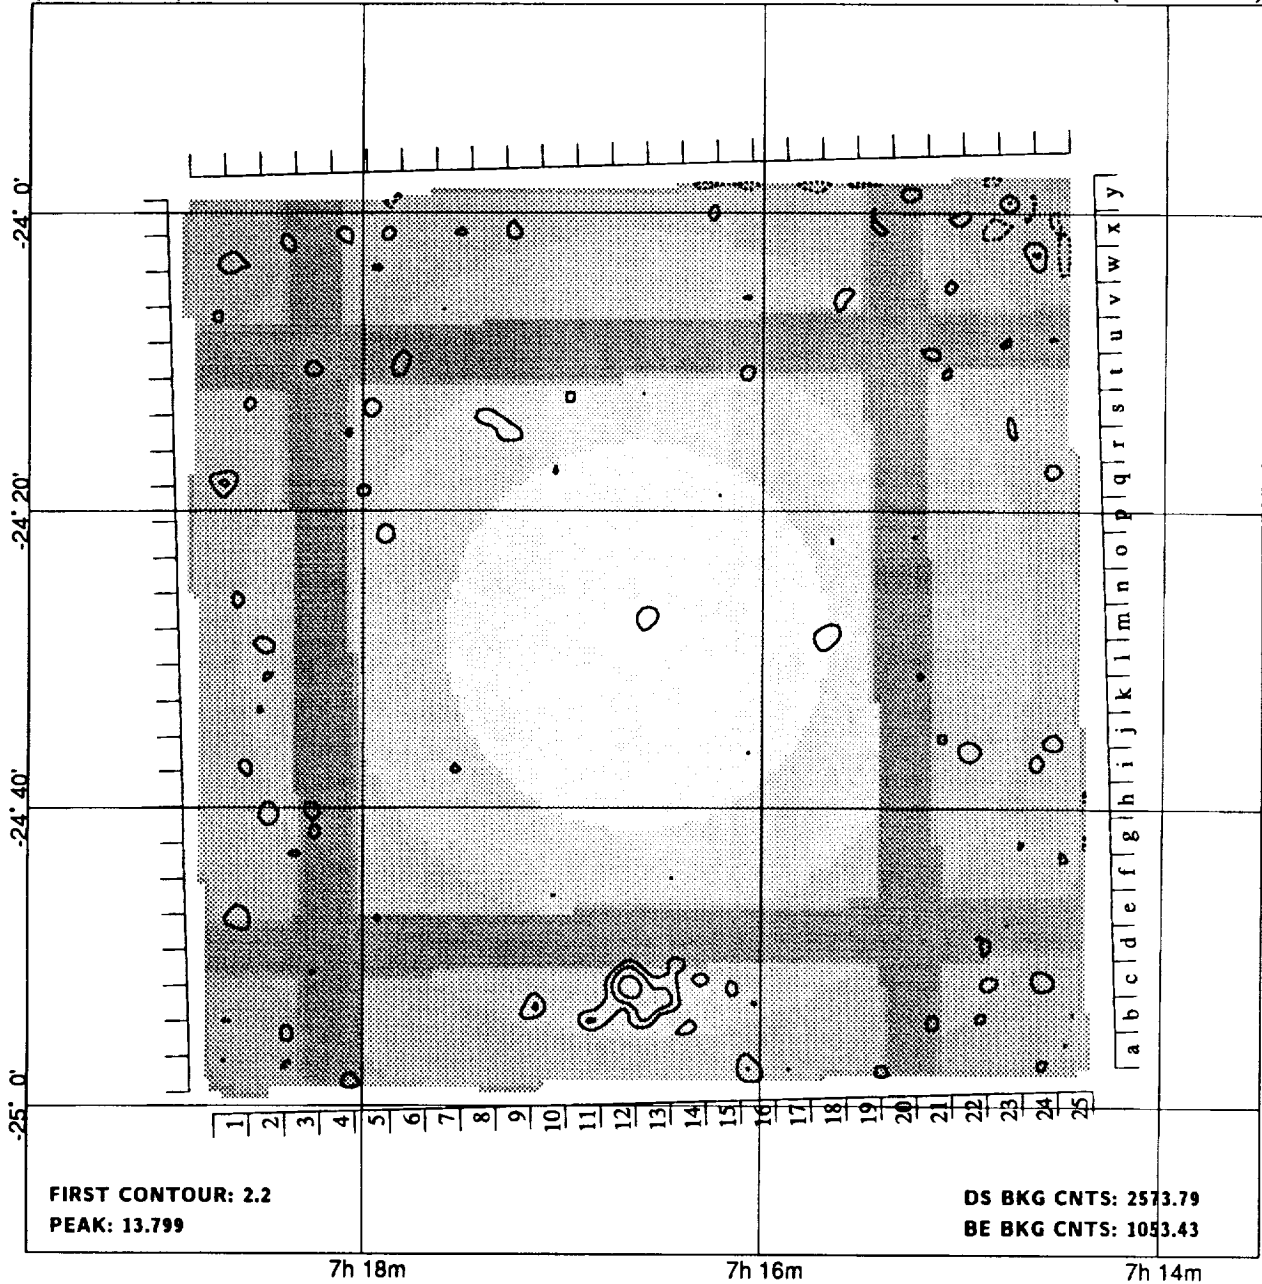 y
x
w
v
u
t
s
r
q
p
o
n
m
l
k
j
i
h
g
f
e
d
c
b
a
-24° 0'
-24° 20'
-24° 40'
-25° 0'
1 2 3 4 5 6 7 8 9 10 11 12 13 14 15 16 17 18 19 20 21 22 23 24 25
FIRST CONTOUR: 2.2
PEAK: 13.799
DS BKG CNTS: 2573.79
BE BKG CNTS: 1053.43
7h 18m 7h 16m 7h 14m